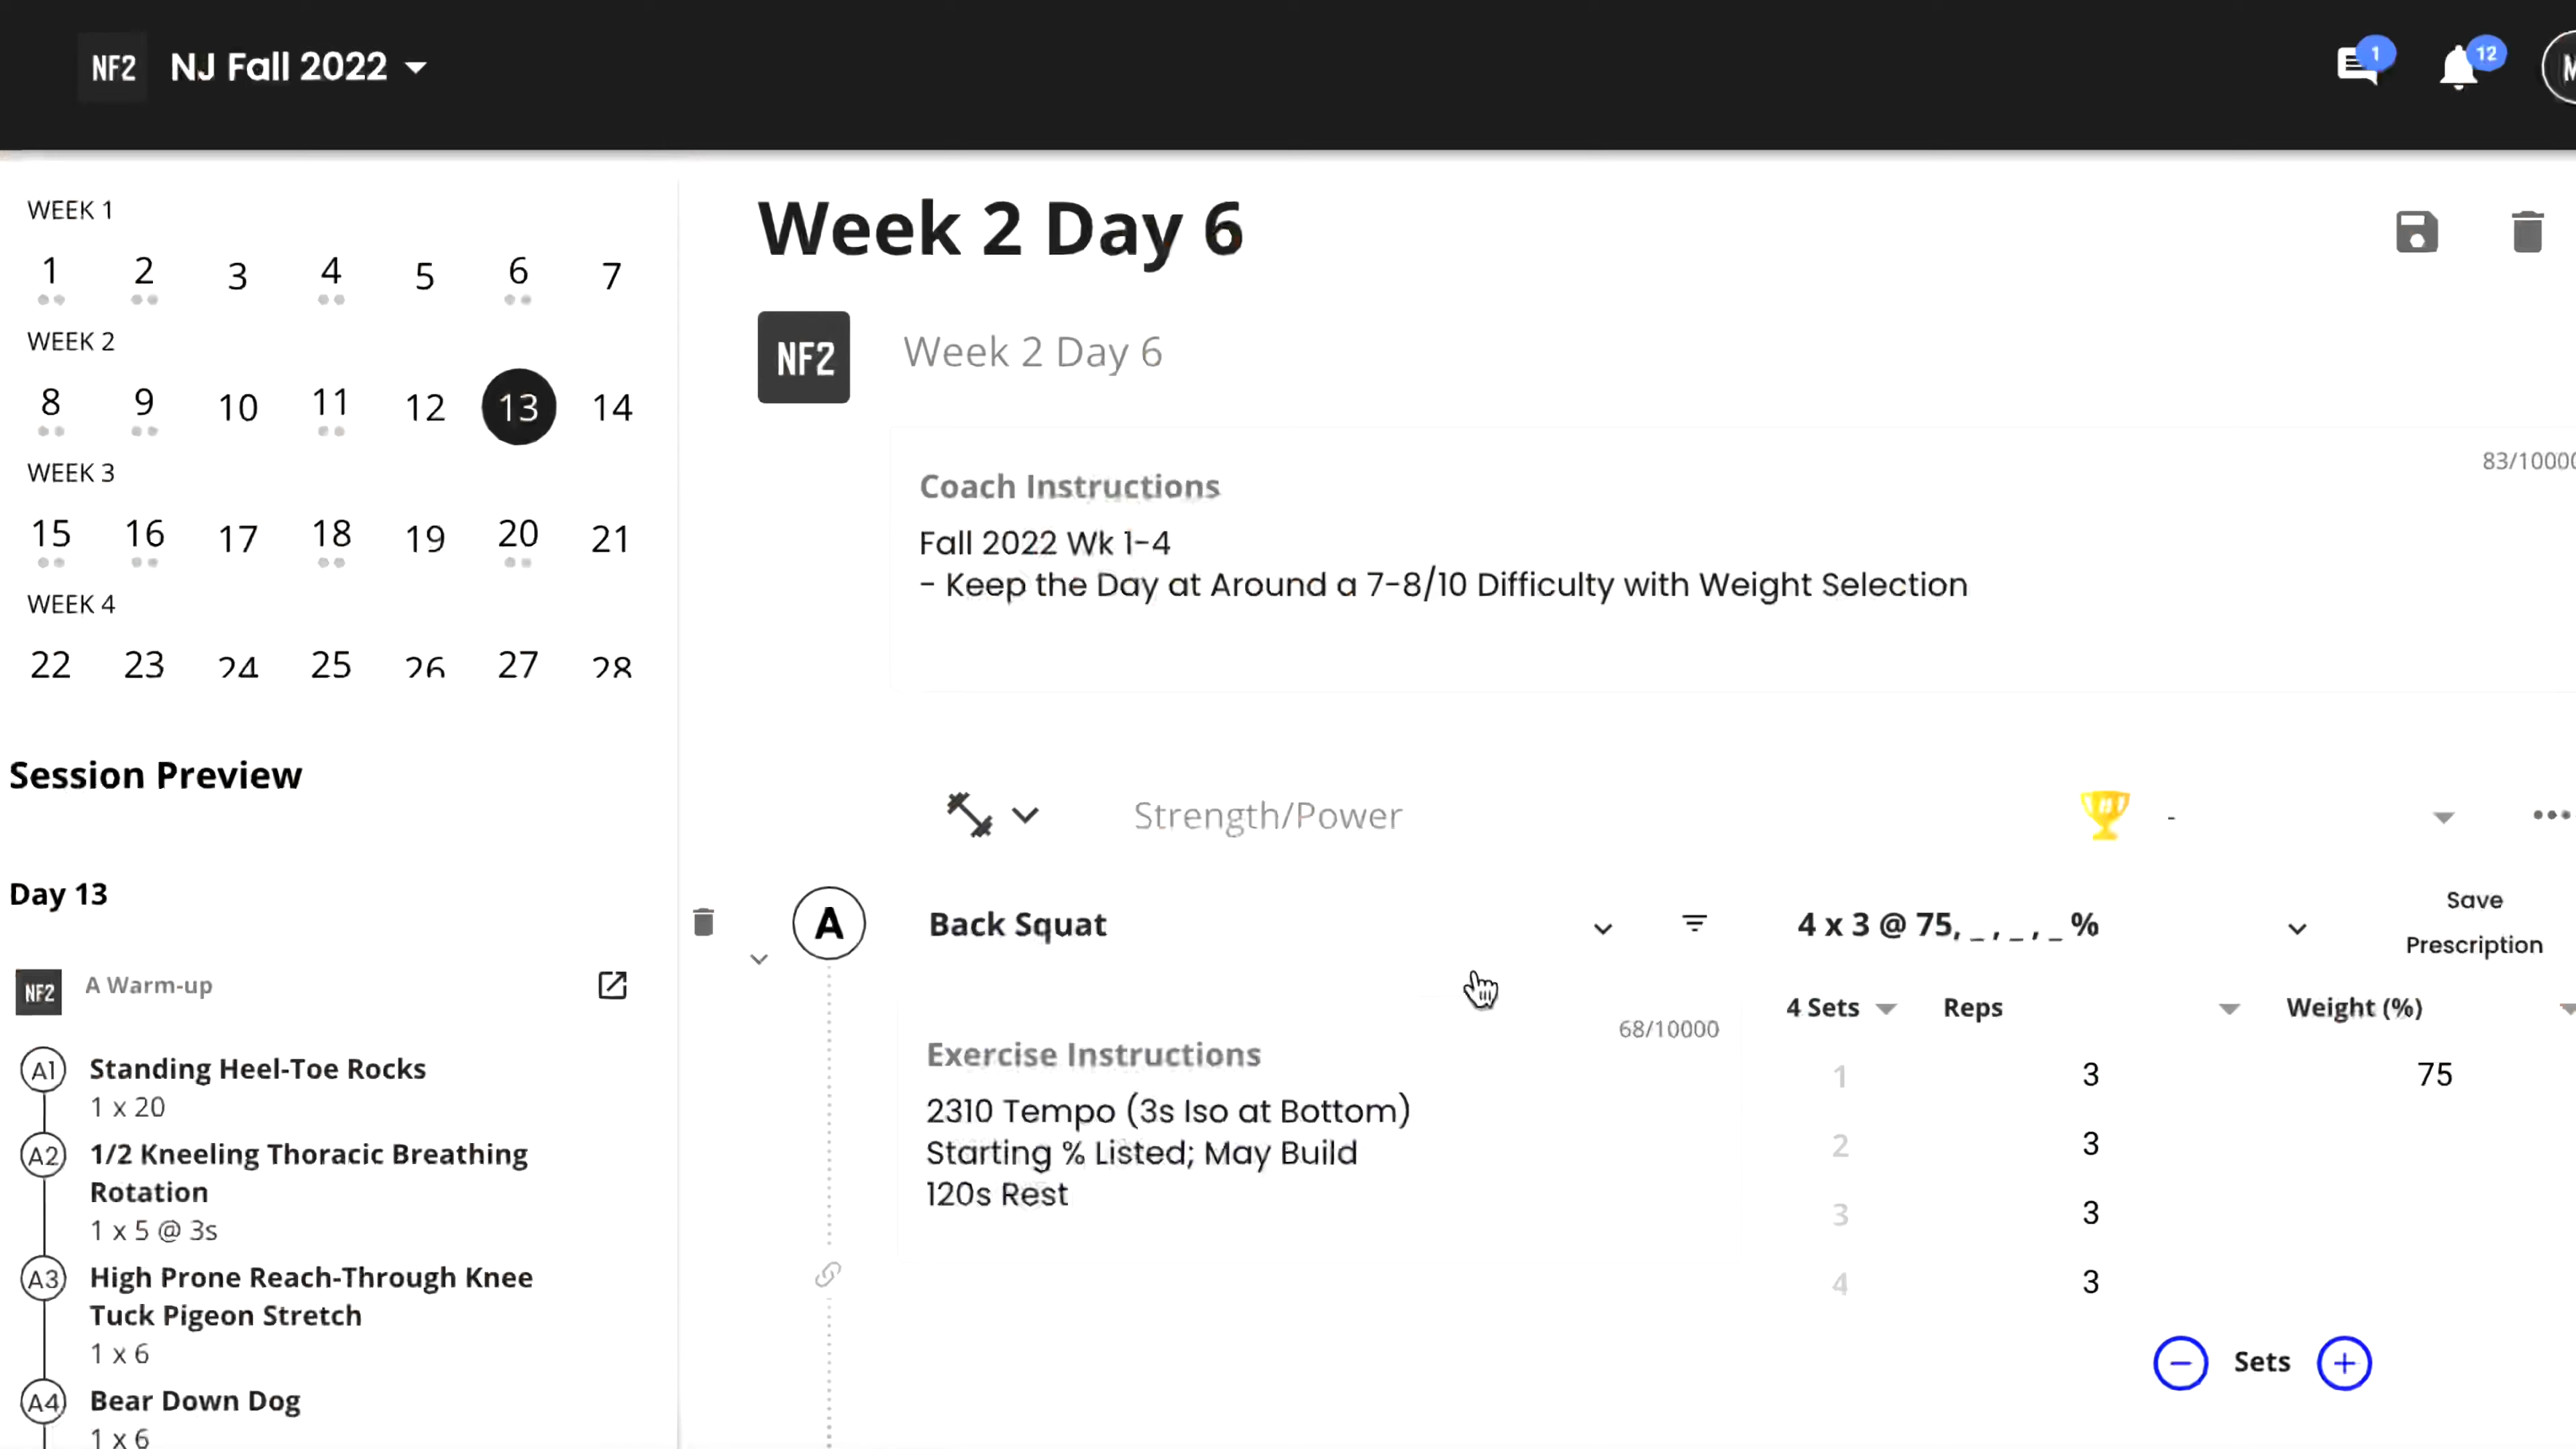 NF2 NJ Fall 2022
1 12
WEEK 1
1 2 3 4 5 6 7
WEEK 2
8 9 10 11 12 13 14
WEEK 3
15 16 17 18 19 20 21
WEEK 4
22 23 24 25 26 27 28
Session Preview
Day 13
NF2 A Warm-up
A1 Standing Heel-Toe Rocks
1 x 20
A2 1/2 Kneeling Thoracic Breathing
Rotation
1 x 5 @ 3s
A3 High Prone Reach-Through Knee
Tuck Pigeon Stretch
1 x 6
A4 Bear Down Dog
1 x 6
Week 2 Day 6
NF2 Week 2 Day 6
83/10000
Coach Instructions
Fall 2022 Wk 1-4
- Keep the Day at Around a 7-8/10 Difficulty with Weight Selection
Strength/Power -
A Back Squat 4 x 3 @ 75, _ , _ , _ %
Save
Prescription
68/10000
Exercise Instructions
2310 Tempo (3s Iso at Bottom)
Starting % Listed; May Build
120s Rest
4 Sets Reps Weight (%)
1 3 75
2 3
3 3
4 3
Sets